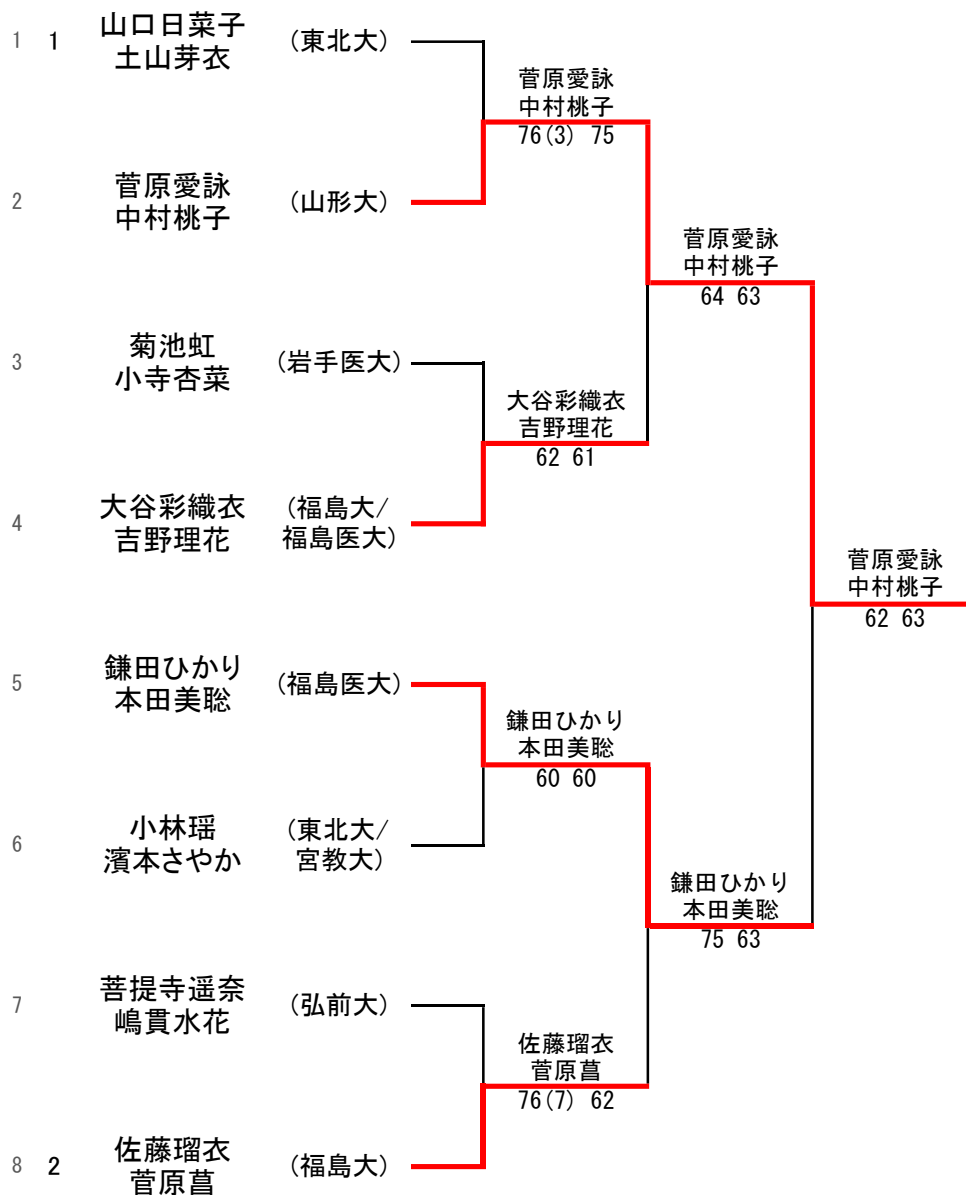 1 1 山口日菜子
土山芽衣
(東北大)
菅原愛詠
中村桃子
76(3) 75
2 菅原愛詠
中村桃子
(山形大)
菅原愛詠
中村桃子
64 63
3 菊池虹
小寺杏菜
(岩手医大)
大谷彩織衣
吉野理花
62 61
4 大谷彩織衣
吉野理花
(福島大/
福島医大)
菅原愛詠
中村桃子
62 63
5 鎌田ひかり
本田美聡
(福島医大)
鎌田ひかり
本田美聡
60 60
6 小林瑶
濱本さやか
(東北大/
宮教大)
鎌田ひかり
本田美聡
75 63
7 菩提寺遥奈
嶋貫水花
(弘前大)
佐藤瑠衣
菅原菖
76(7) 62
8 2 佐藤瑠衣
菅原菖
(福島大)